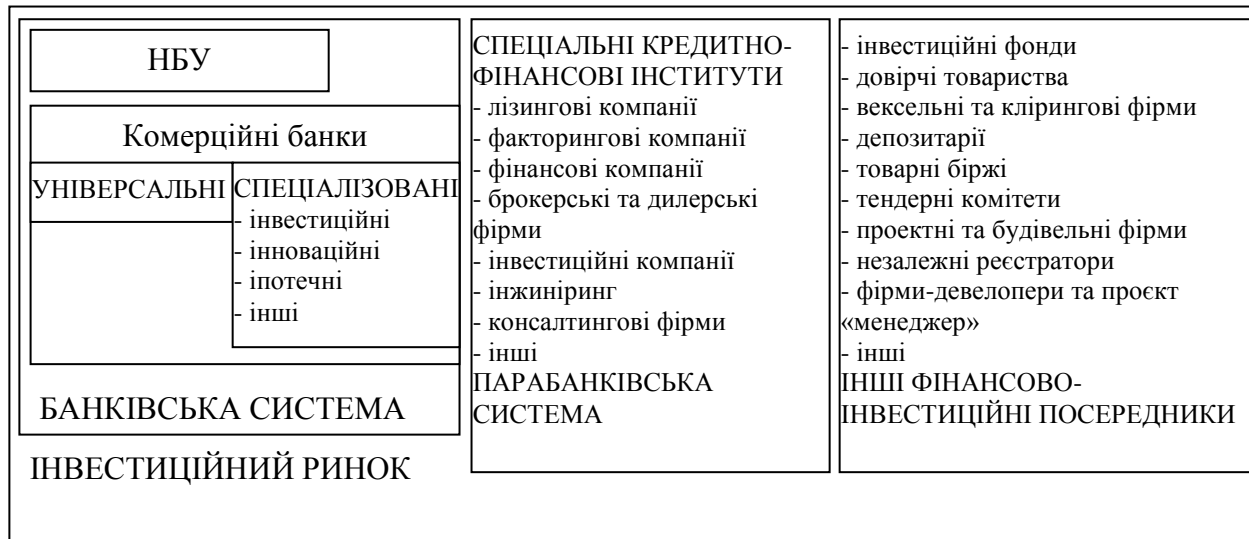 НБУ
Комерційні банки
УНІВЕРСАЛЬНІ
СПЕЦІАЛІЗОВАНІ
- інвестиційні
- інноваційні
- іпотечні
- інші
БАНКІВСЬКА СИСТЕМА
ІНВЕСТИЦІЙНИЙ РИНОК
СПЕЦІАЛЬНІ КРЕДИТНО-
ФІНАНСОВІ ІНСТИТУТИ
- лізингові компанії
- факторингові компанії
- фінансові компанії
- брокерські та дилерські
фірми
- інвестиційні компанії
- інжиніринг
- консалтингові фірми
- інші
ПАРАБАНКІВСЬКА
СИСТЕМА
- інвестиційні фонди
- довірчі товариства
- вексельні та клірингові фірми
- депозитарії
- товарні біржі
- тендерні комітети
- проектні та будівельні фірми
- незалежні реєстратори
- фірми-девелопери та проєкт
«менеджер»
- інші
ІНШІ ФІНАНСОВО-
ІНВЕСТИЦІЙНІ ПОСЕРЕДНИКИ